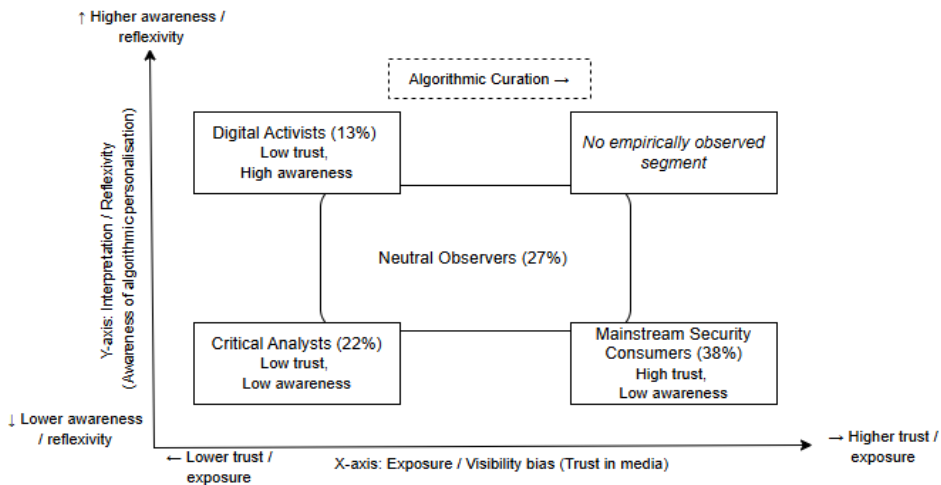 ↑ Higher awareness /
reflexivity
Algorithmic Curation →
Digital Activists (13%)
Low trust,
High awareness
No empirically observed
segment
Y-axis: Interpretation / Reflexivity
(Awareness of algorithmic personalisation)
Neutral Observers (27%)
Critical Analysts (22%)
Low trust,
Low awareness
Mainstream Security
Consumers (38%)
High trust,
Low awareness
↓ Lower awareness
/ reflexivity
← Lower trust /
exposure
X-axis: Exposure / Visibility bias (Trust in media)
→ Higher trust /
exposure